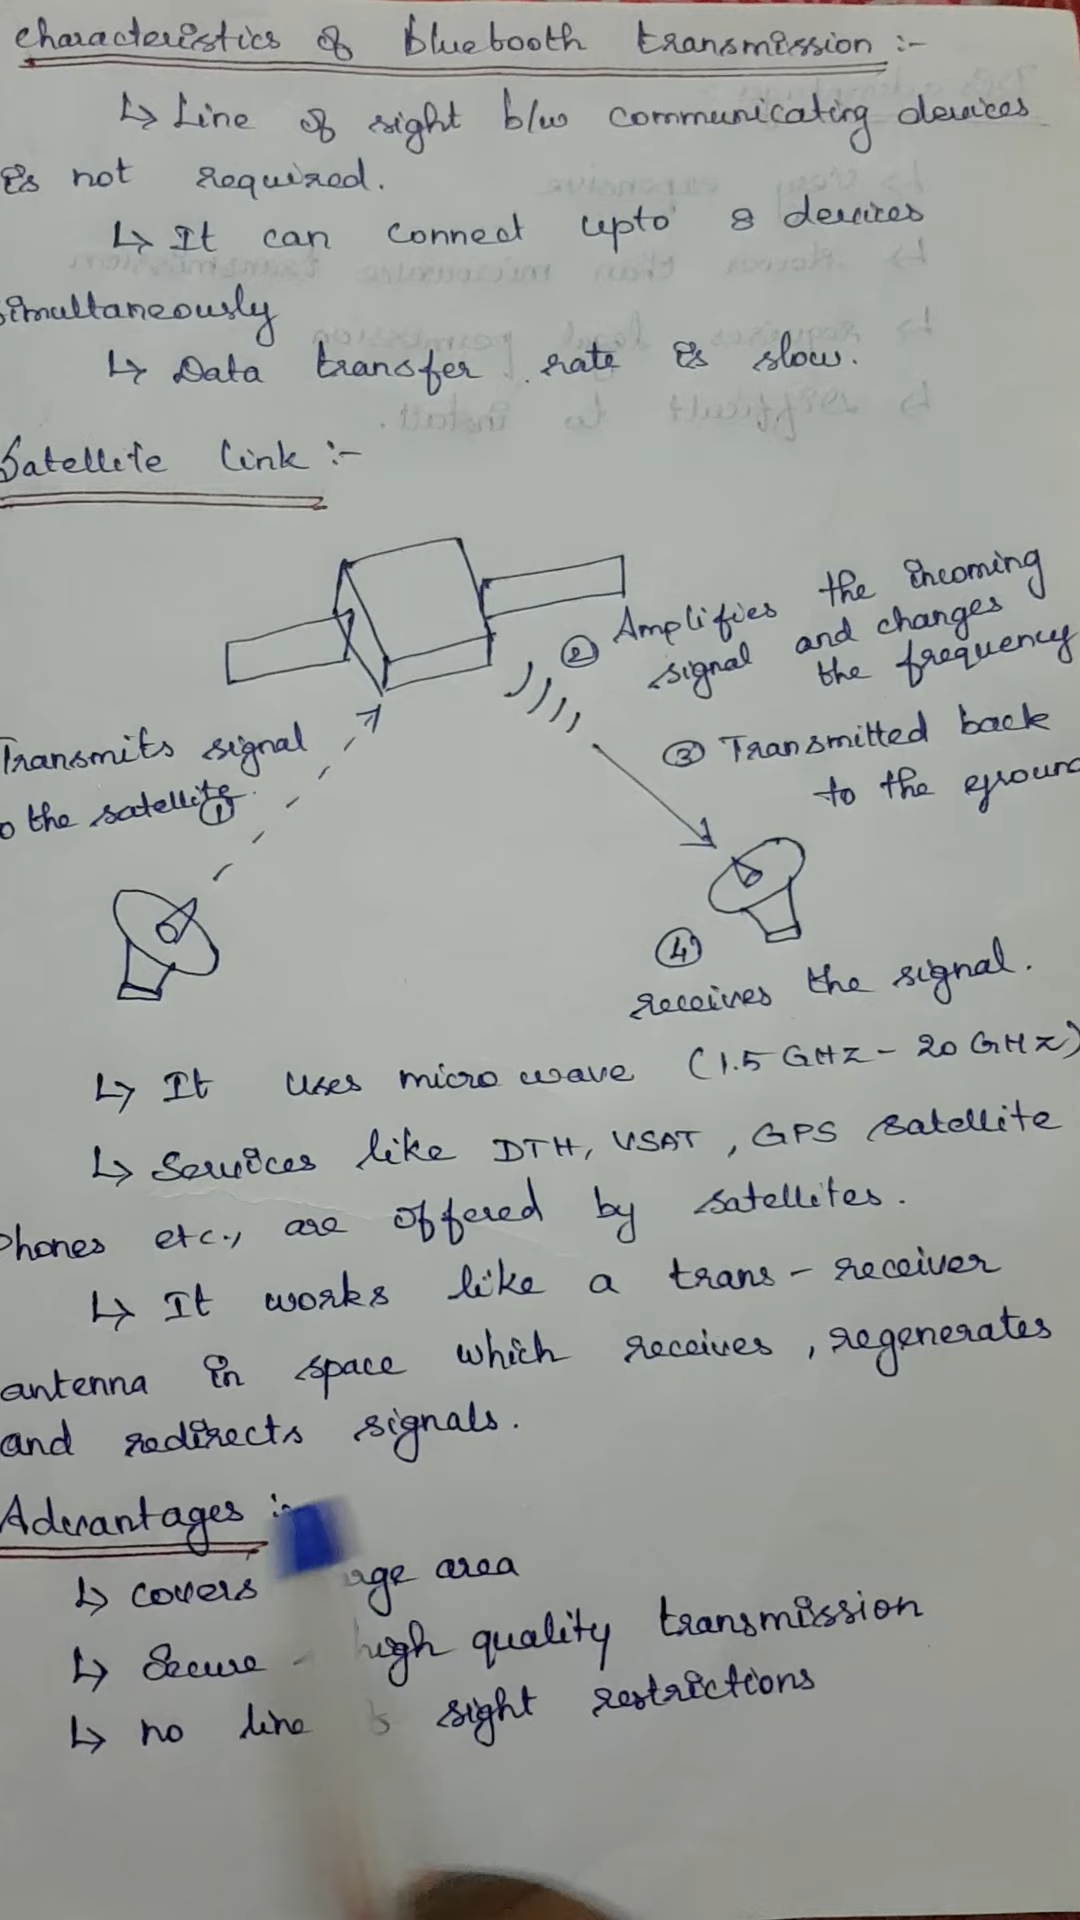 characteristics of bluebooth transmission :-
↳ Line of sight b/w communicating devices
is not required.
↳ It can connect upto 8 devices
simultaneously
↳ Data transfer rate is slow.
Satellite link :-
② Amplifies the incoming
signal and changes
the frequency
Transmits signal
the satellite ①
③ Transmitted back
to the ground
④
receives the signal.
↳ It uses micro wave (1.5 GHz - 20 GHz)
↳ Services like DTH, VSAT, GPS satellite
phones etc., are offered by satellites.
↳ It works like a trans - receiver
antenna in space which receives, regenerates
and redirects signals.
Advantages :-
↳ covers area
↳ Secure high quality transmission
↳ no line sight restrictions